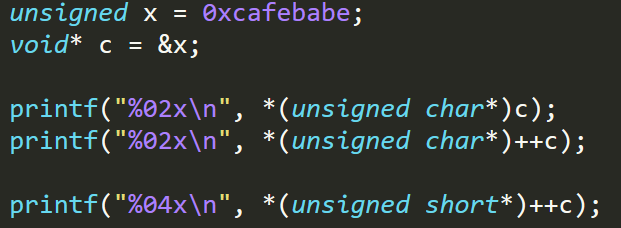 unsigned x = 0xcafebabe;
void* c = &x;
printf("%02x\n", *(unsigned char*)c);
printf("%02x\n", *(unsigned char*)++c);
printf("%04x\n", *(unsigned short*)++c);